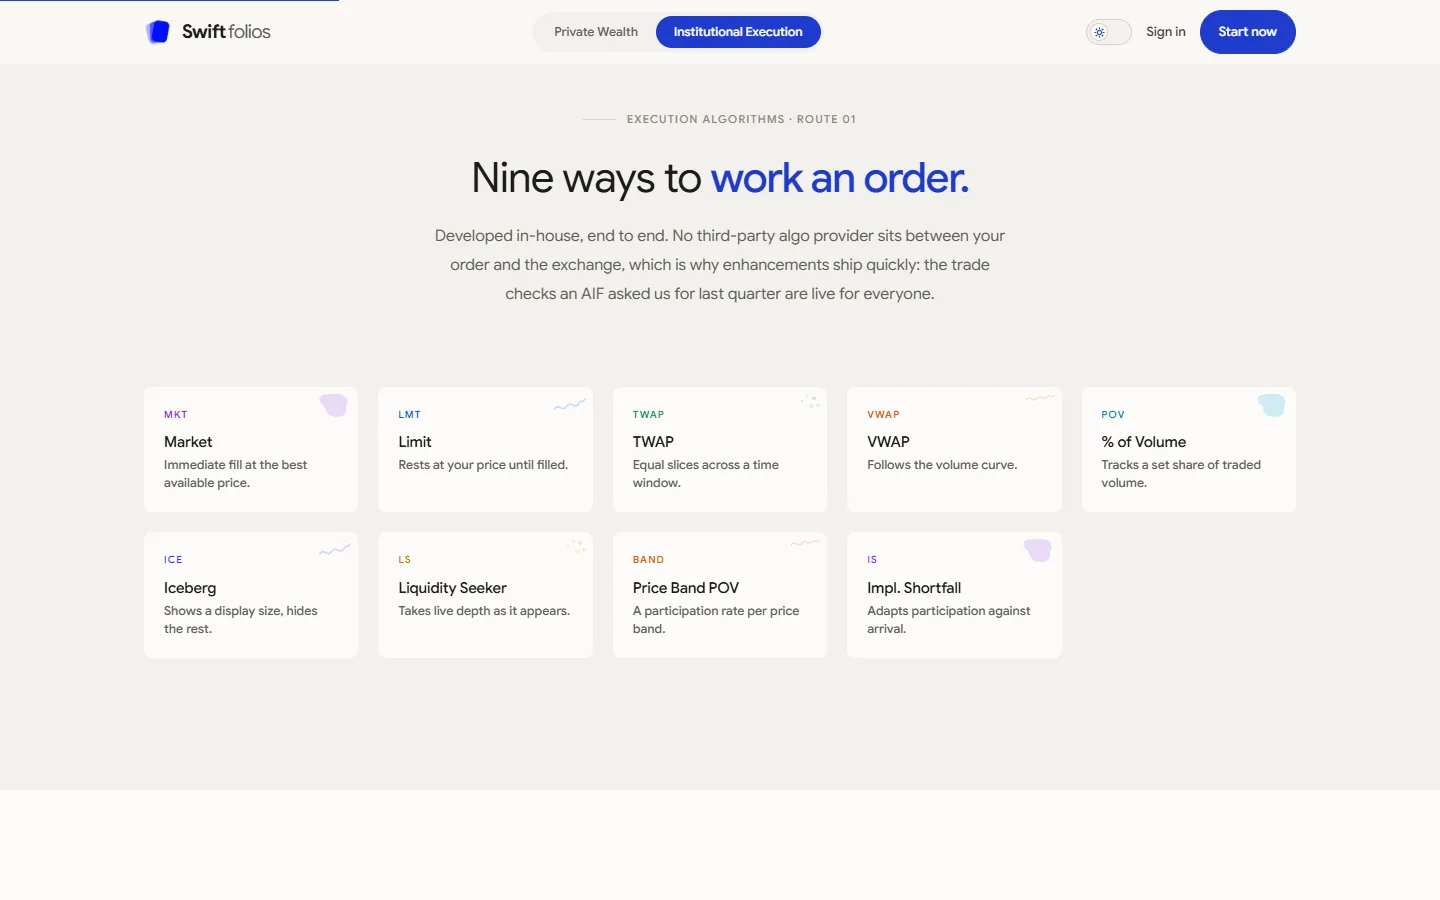 Swiftfolios
Private Wealth
Institutional Execution
Sign in
Start now
EXECUTION ALGORITHMS · ROUTE 01
Nine ways to work an order.
Developed in-house, end to end. No third-party algo provider sits between your
order and the exchange, which is why enhancements ship quickly: the trade
checks an AIF asked us for last quarter are live for everyone.
MKT
Market
Immediate fill at the best
available price.
LMT
Limit
Rests at your price until filled.
TWAP
TWAP
Equal slices across a time
window.
VWAP
VWAP
Follows the volume curve.
POV
% of Volume
Tracks a set share of traded
volume.
ICE
Iceberg
Shows a display size, hides
the rest.
LS
Liquidity Seeker
Takes live depth as it appears.
BAND
Price Band POV
A participation rate per price
band.
IS
Impl. Shortfall
Adapts participation against
arrival.